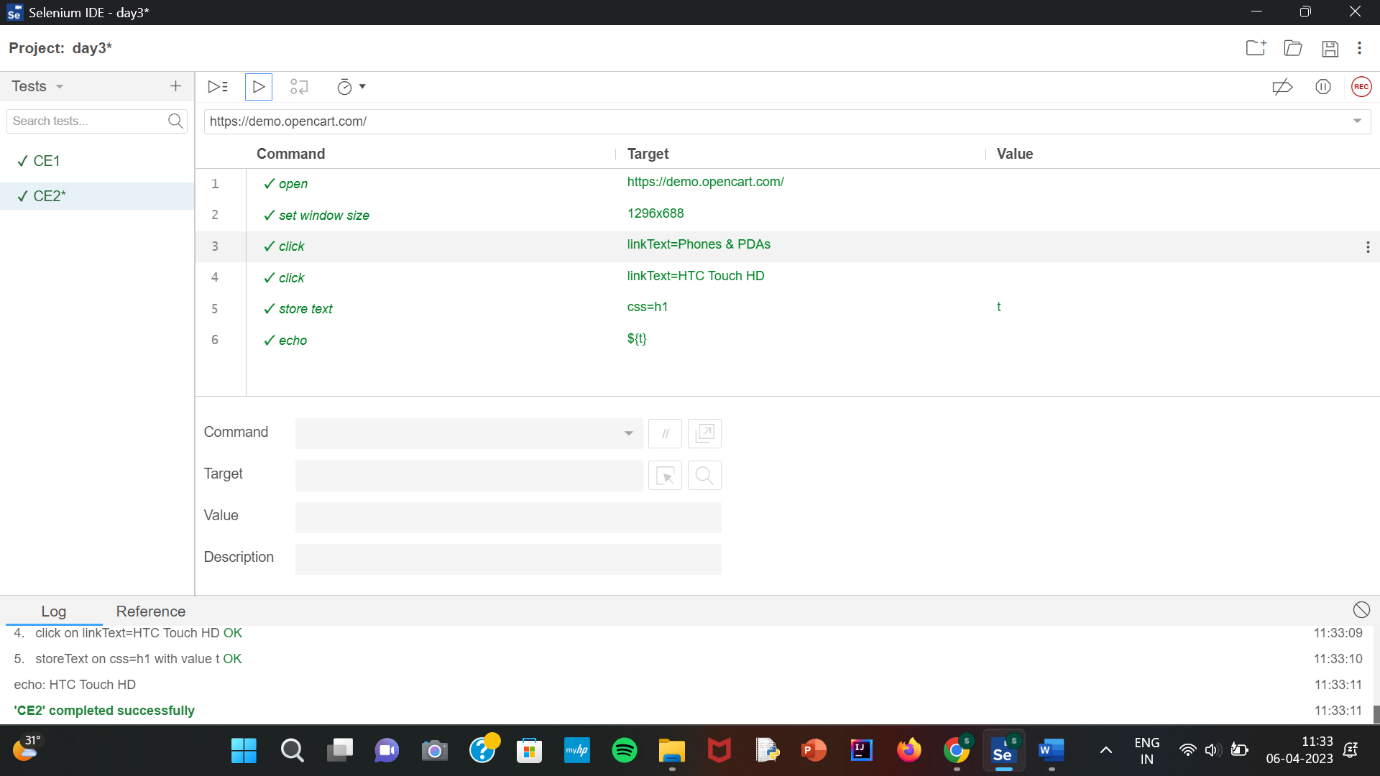 Selenium IDE - day3*
Project: day3*
Tests
Search tests...
✓ CE1
✓ CE2*
REC
https://demo.opencart.com/
Command Target Value
1 ✓ open https://demo.opencart.com/
2 ✓ set window size 1296x688
3 ✓ click linkText=Phones & PDAs
4 ✓ click linkText=HTC Touch HD
5 ✓ store text css=h1 t
6 ✓ echo ${t}
Command //
Target
Value
Description
Log Reference
4. click on linkText=HTC Touch HD OK 11:33:09
5. storeText on css=h1 with value t OK 11:33:10
echo: HTC Touch HD 11:33:11
'CE2' completed successfully 11:33:11
31°
ENG
IN
11:33
06-04-2023